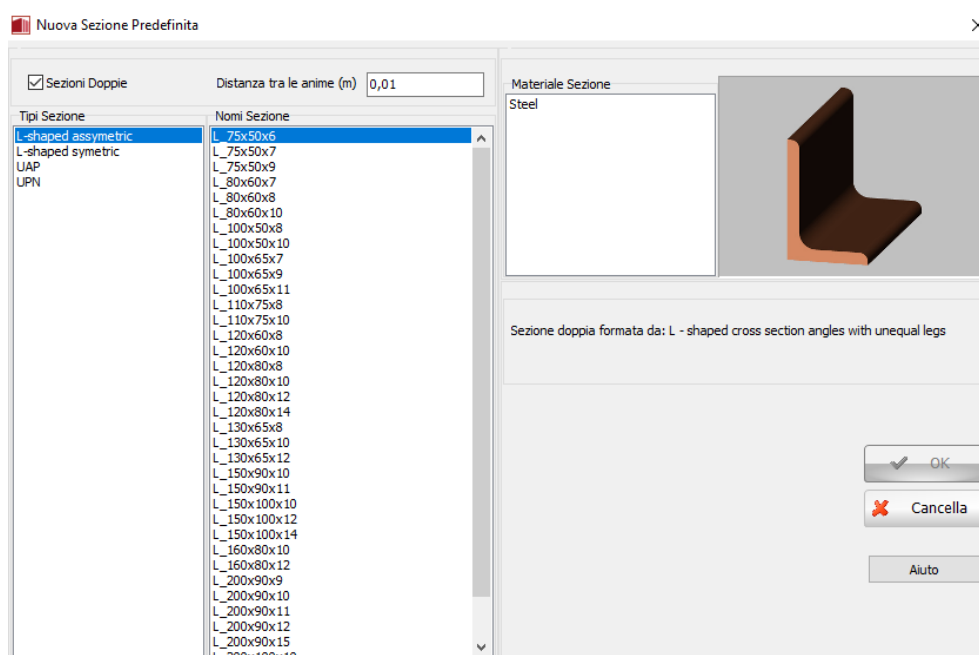 Nuova Sezione Predefinita
Sezioni Doppie
Distanza tra le anime (m) 0,01
Tipi Sezione
L-shaped assymetric
L-shaped symetric
UAP
UPN
Nomi Sezione
L_75x50x6
L_75x50x7
L_75x50x9
L_80x60x7
L_80x60x8
L_80x60x10
L_100x50x8
L_100x50x10
L_100x65x7
L_100x65x9
L_100x65x11
L_110x75x8
L_110x75x10
L_120x60x8
L_120x60x10
L_120x80x8
L_120x80x10
L_120x80x12
L_120x80x14
L_130x65x8
L_130x65x10
L_130x65x12
L_150x90x10
L_150x90x11
L_150x100x10
L_150x100x12
L_150x100x14
L_160x80x10
L_160x80x12
L_200x90x9
L_200x90x10
L_200x90x11
L_200x90x12
L_200x90x15
Materiale Sezione
Steel
Sezione doppia formata da: L - shaped cross section angles with unequal legs
OK
Cancella
Aiuto